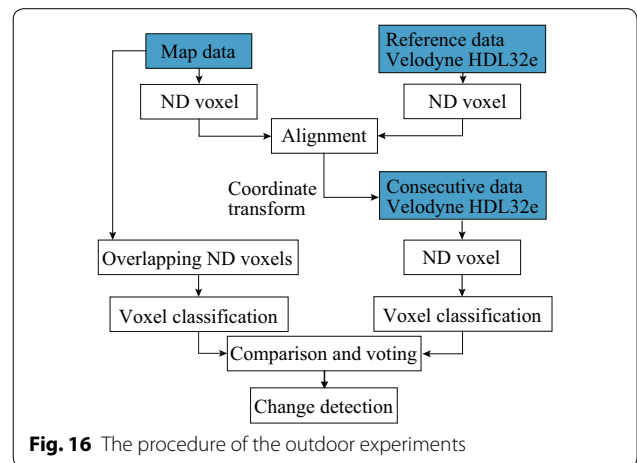 Map data
Reference data
Velodyne HDL32e
ND voxel
ND voxel
Alignment
Coordinate
transform
Consecutive data
Velodyne HDL32e
Overlapping ND voxels
ND voxel
Voxel classification
Voxel classification
Comparison and voting
Change detection
Fig. 16 The procedure of the outdoor experiments